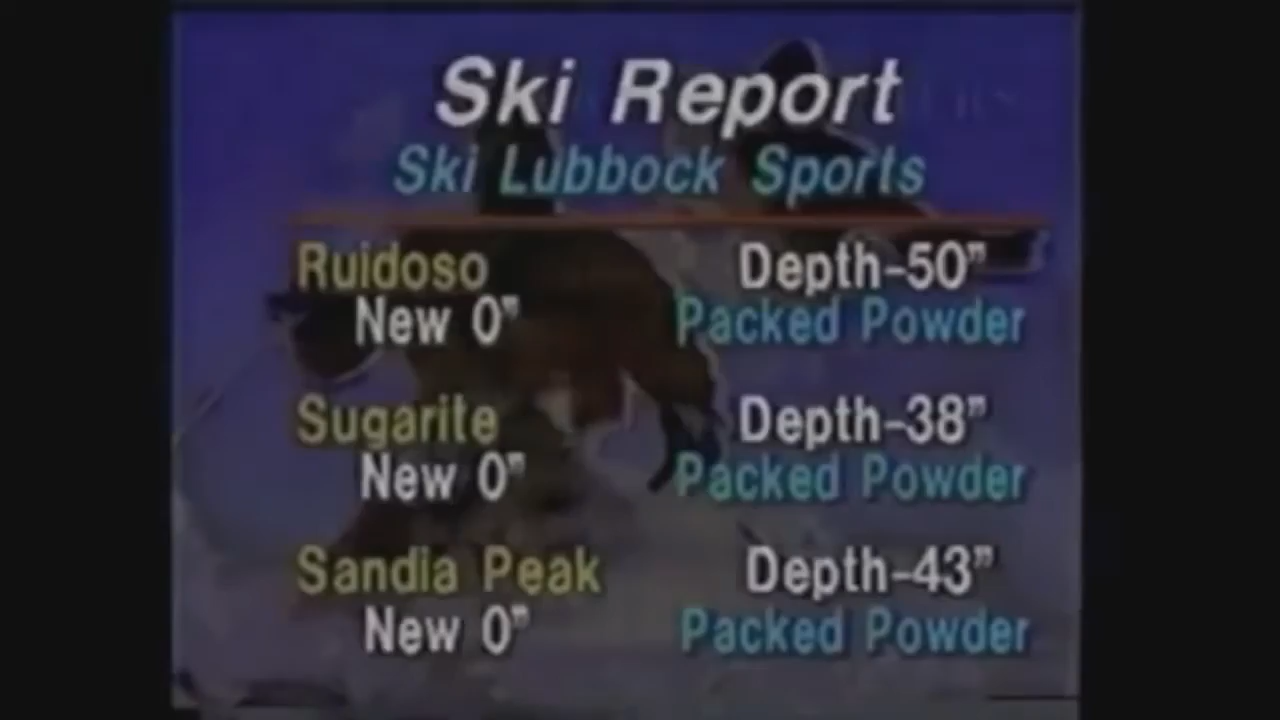 Ski Report
Ski Lubbock Sports
Ruidoso Depth-50"
New 0" Packed Powder
Sugarite Depth-38"
New 0" Packed Powder
Sandia Peak Depth-43"
New 0" Packed Powder